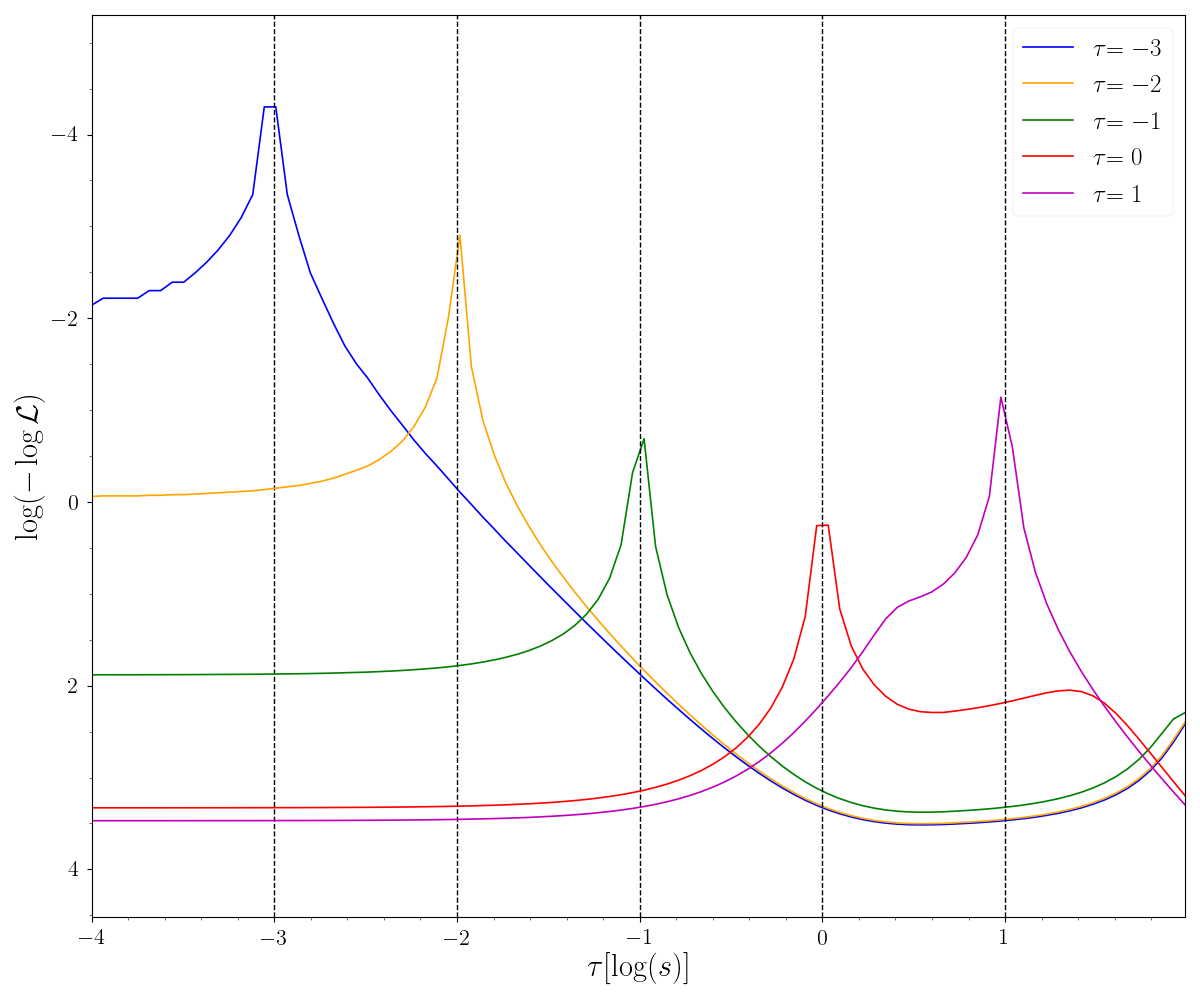 τ = −3
τ = −2
τ = −1
τ = 0
τ = 1
−4
−2
0
2
4
log(− log ℒ)
−4 −3 −2 −1 0 1
τ[log(s)]